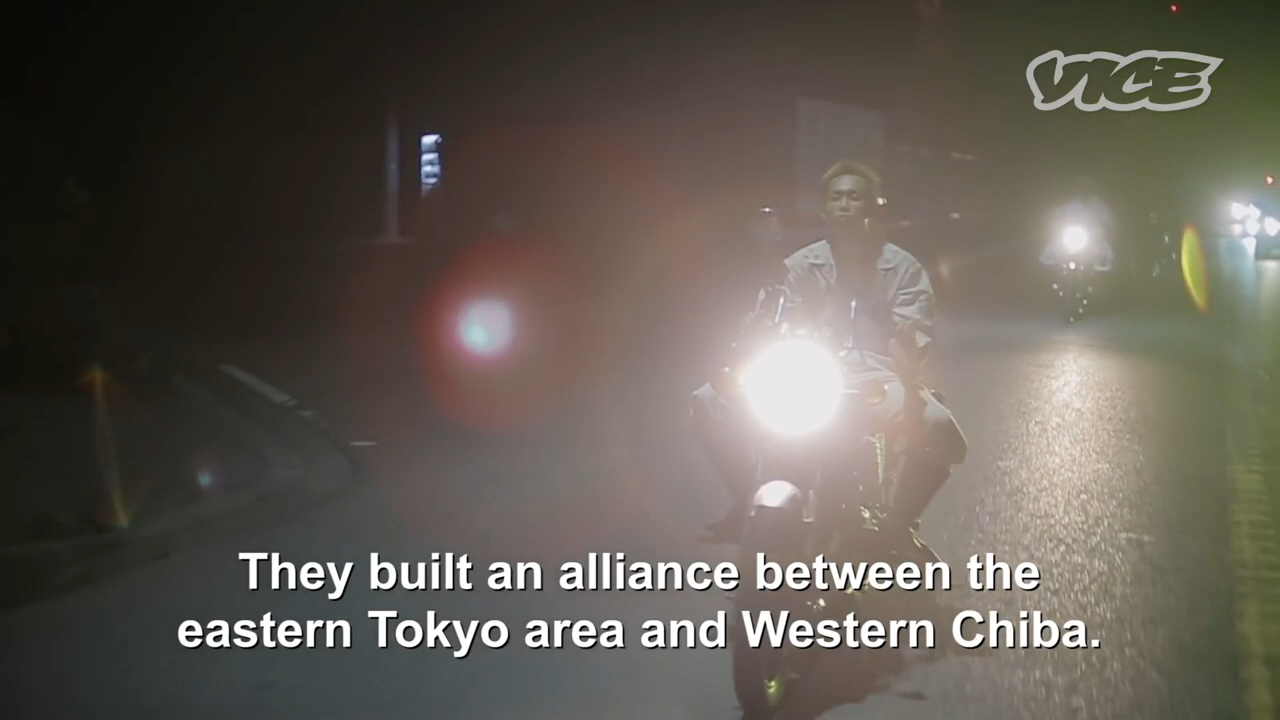 VICE
They built an alliance between the
eastern Tokyo area and Western Chiba.